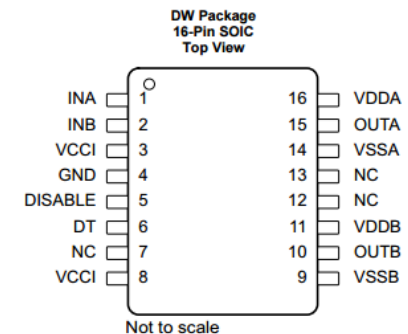 DW Package
16-Pin SOIC
Top View
INA 1 16 VDDA
INB 2 15 OUTA
VCCI 3 14 VSSA
GND 4 13 NC
DISABLE 5 12 NC
DT 6 11 VDDB
NC 7 10 OUTB
VCCI 8 9 VSSB
Not to scale